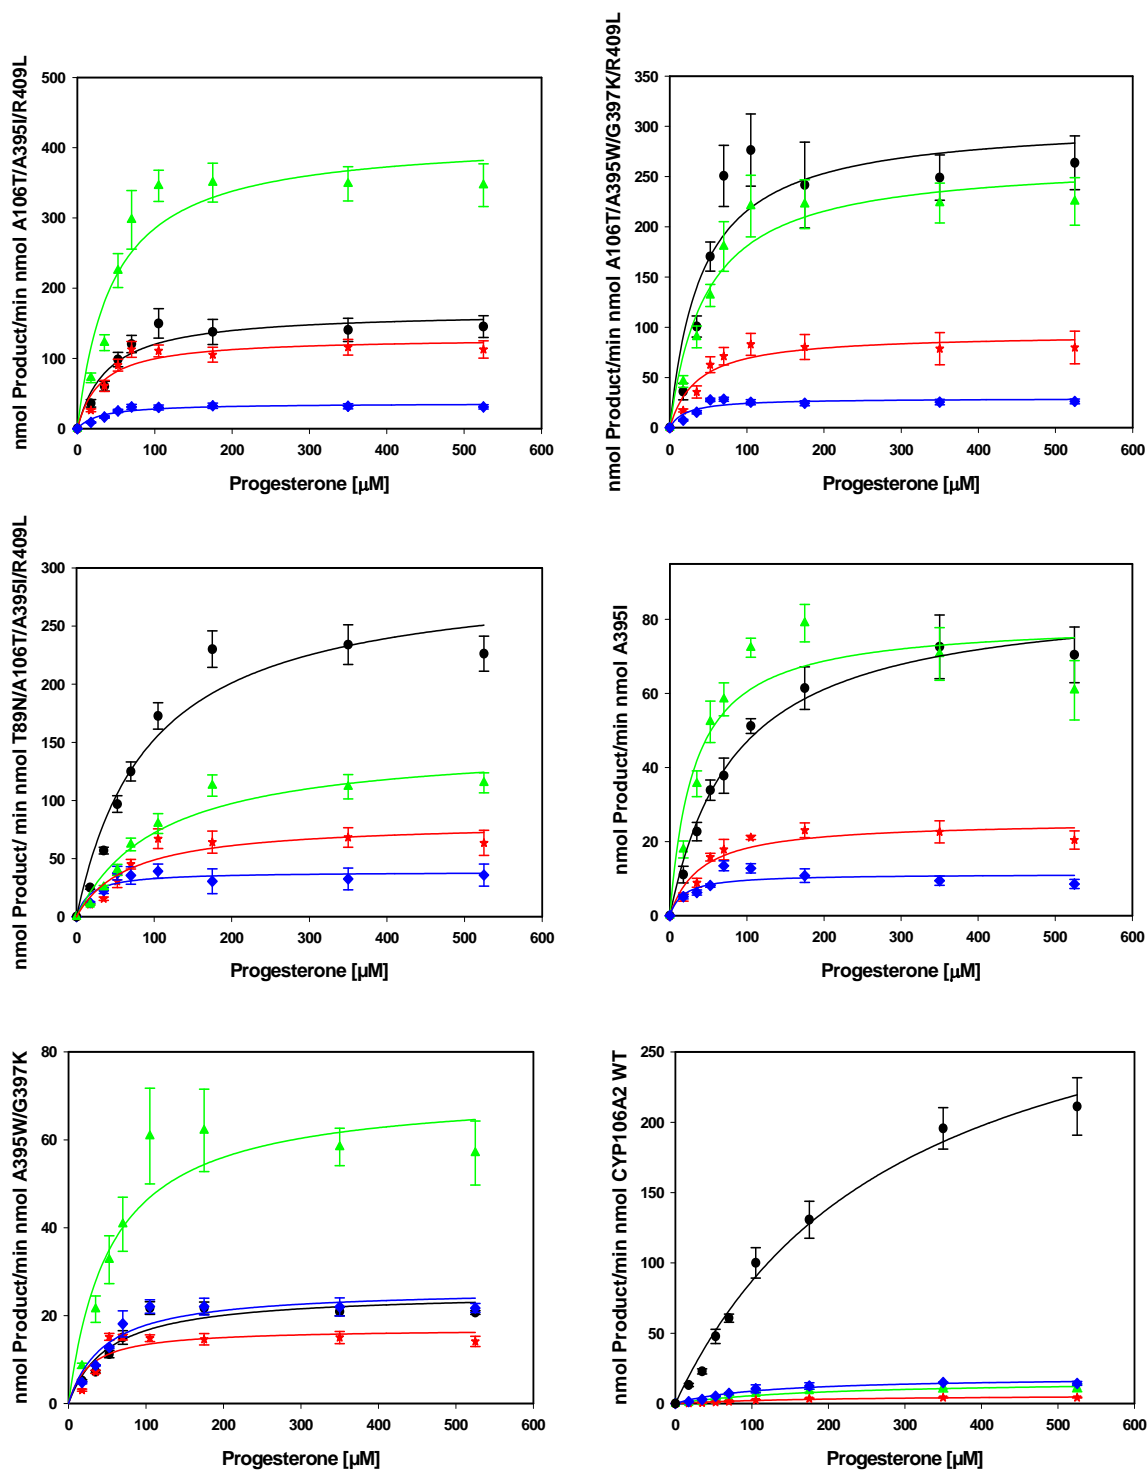 nmol Product/min nmol A106T/A395I/R409L
500
400
300
200
100
0
0 100 200 300 400 500 600
Progesterone [µM]
nmol Product/min nmol A106T/A395W/G397K/R409L
350
300
250
200
150
100
50
0
0 100 200 300 400 500 600
Progesterone [µM]
nmol Product/ min nmol T89N/A106T/A395I/R409L
300
250
200
150
100
50
0
0 100 200 300 400 500 600
Progesterone [µM]
nmol Product/min nmol A395I
80
60
40
20
0
0 100 200 300 400 500 600
Progesterone [µM]
nmol Product/min nmol A395W/G397K
80
60
40
20
0
0 100 200 300 400 500 600
Progesterone [µM]
nmol Product/min nmol CYP106A2 WT
250
200
150
100
50
0
0 100 200 300 400 500 600
Progesterone [µM]